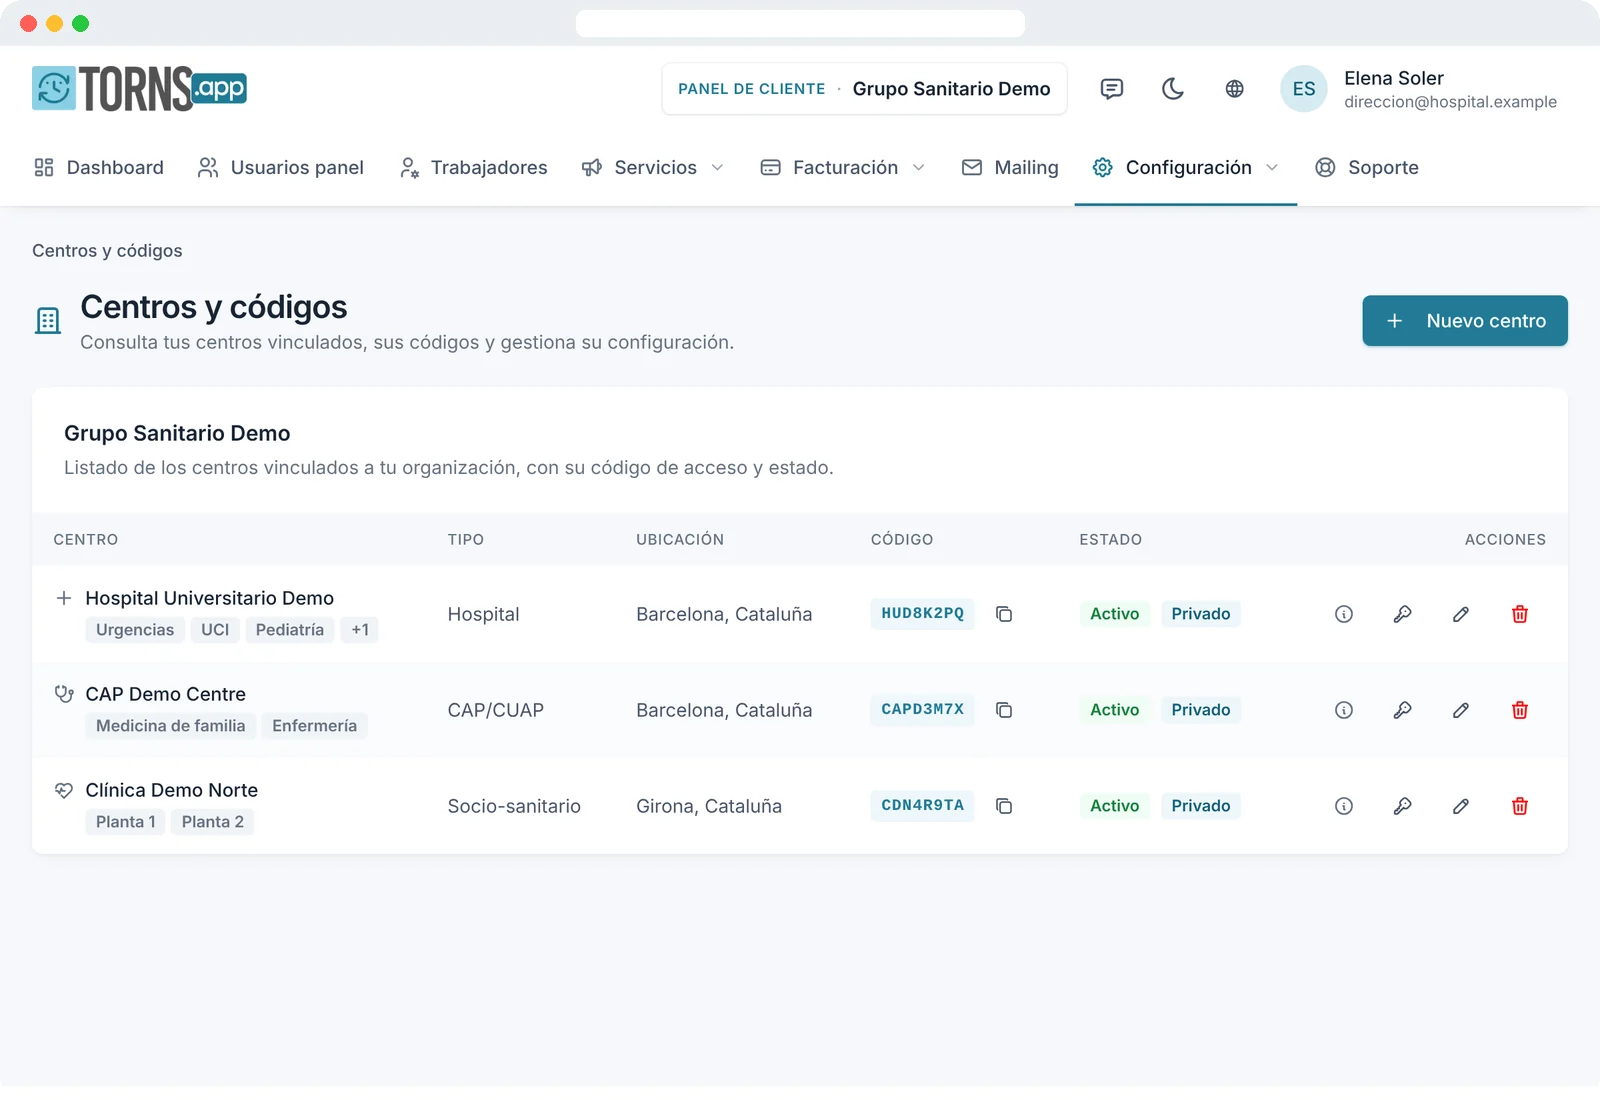 TORNS.app
PANEL DE CLIENTE · Grupo Sanitario Demo
ES
Elena Soler
direccion@hospital.example
Dashboard
Usuarios panel
Trabajadores
Servicios
Facturación
Mailing
Configuración
Soporte
Centros y códigos
Centros y códigos
Consulta tus centros vinculados, sus códigos y gestiona su configuración.
+ Nuevo centro
Grupo Sanitario Demo
Listado de los centros vinculados a tu organización, con su código de acceso y estado.
CENTRO TIPO UBICACIÓN CÓDIGO ESTADO ACCIONES
Hospital Universitario Demo
Urgencias UCI Pediatría +1
Hospital
Barcelona, Cataluña
HUD8K2PQ
Activo Privado
CAP Demo Centre
Medicina de familia Enfermería
CAP/CUAP
Barcelona, Cataluña
CAPD3M7X
Activo Privado
Clínica Demo Norte
Planta 1 Planta 2
Socio-sanitario
Girona, Cataluña
CDN4R9TA
Activo Privado